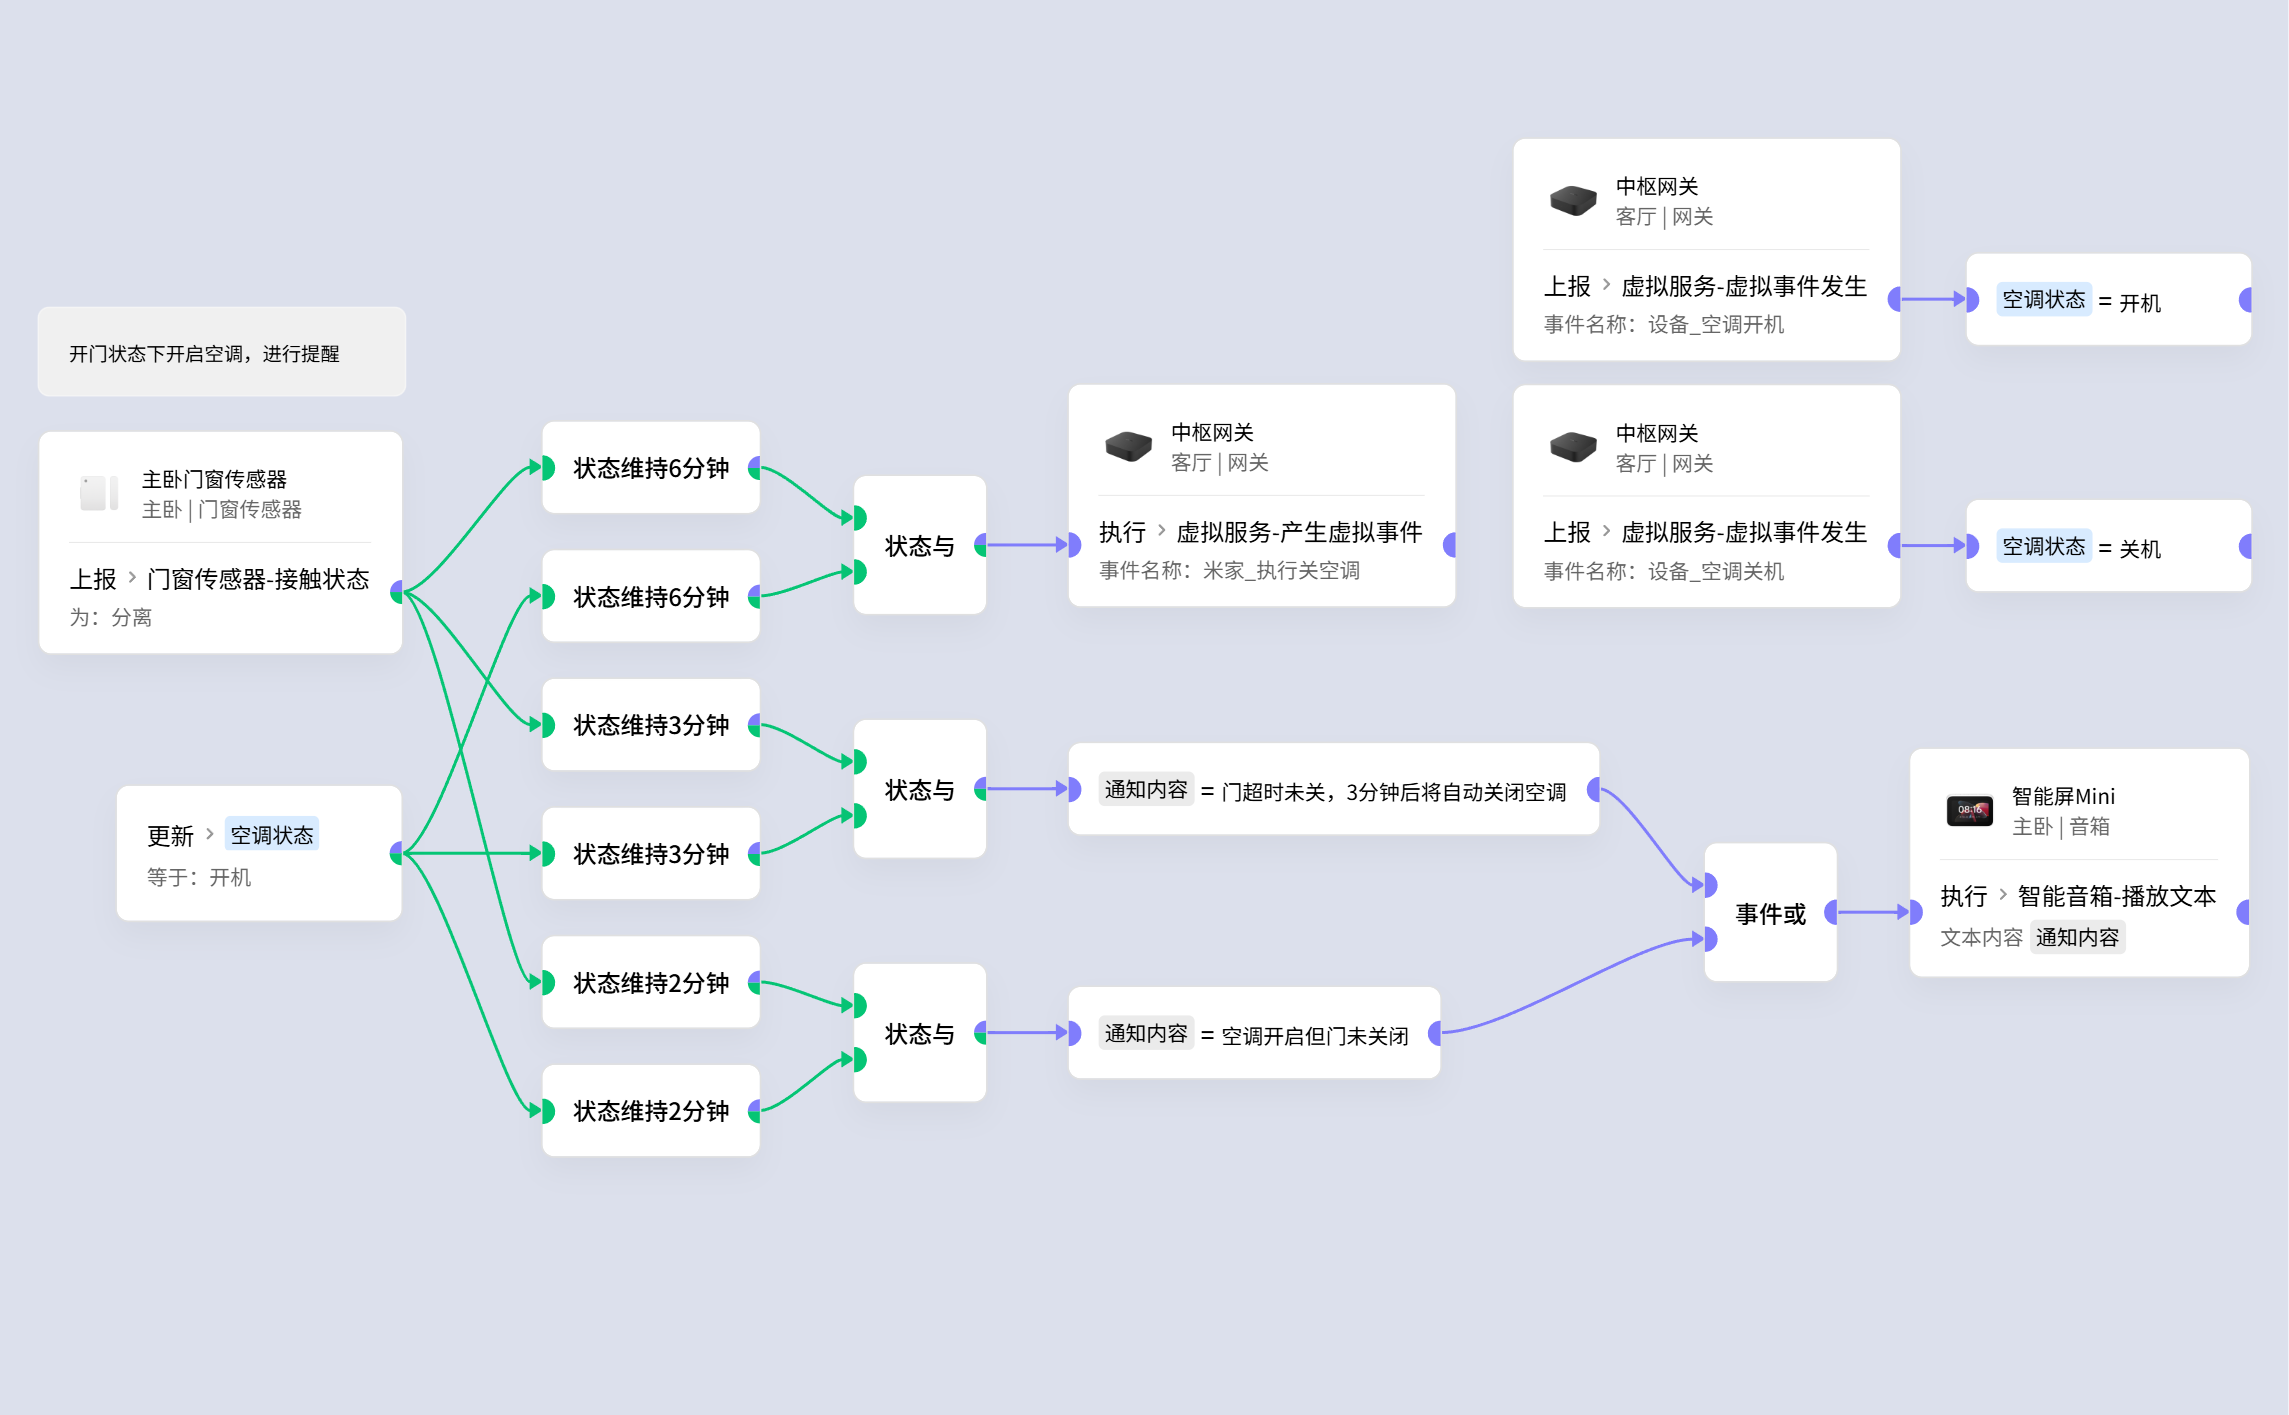 开门状态下开启空调，进行提醒
主卧门窗传感器
主卧 | 门窗传感器
上报 › 门窗传感器-接触状态
为：分离
更新 › 空调状态
等于：开机
状态维持6分钟
状态维持6分钟
状态维持3分钟
状态维持3分钟
状态维持2分钟
状态维持2分钟
状态与
状态与
状态与
中枢网关
客厅 | 网关
执行 › 虚拟服务-产生虚拟事件
事件名称：米家_执行关空调
通知内容 = 门超时未关，3分钟后将自动关闭空调
通知内容 = 空调开启但门未关闭
中枢网关
客厅 | 网关
上报 › 虚拟服务-虚拟事件发生
事件名称：设备_空调开机
空调状态 = 开机
中枢网关
客厅 | 网关
上报 › 虚拟服务-虚拟事件发生
事件名称：设备_空调关机
空调状态 = 关机
事件或
08:16
智能屏Mini
主卧 | 音箱
执行 › 智能音箱-播放文本
文本内容 通知内容